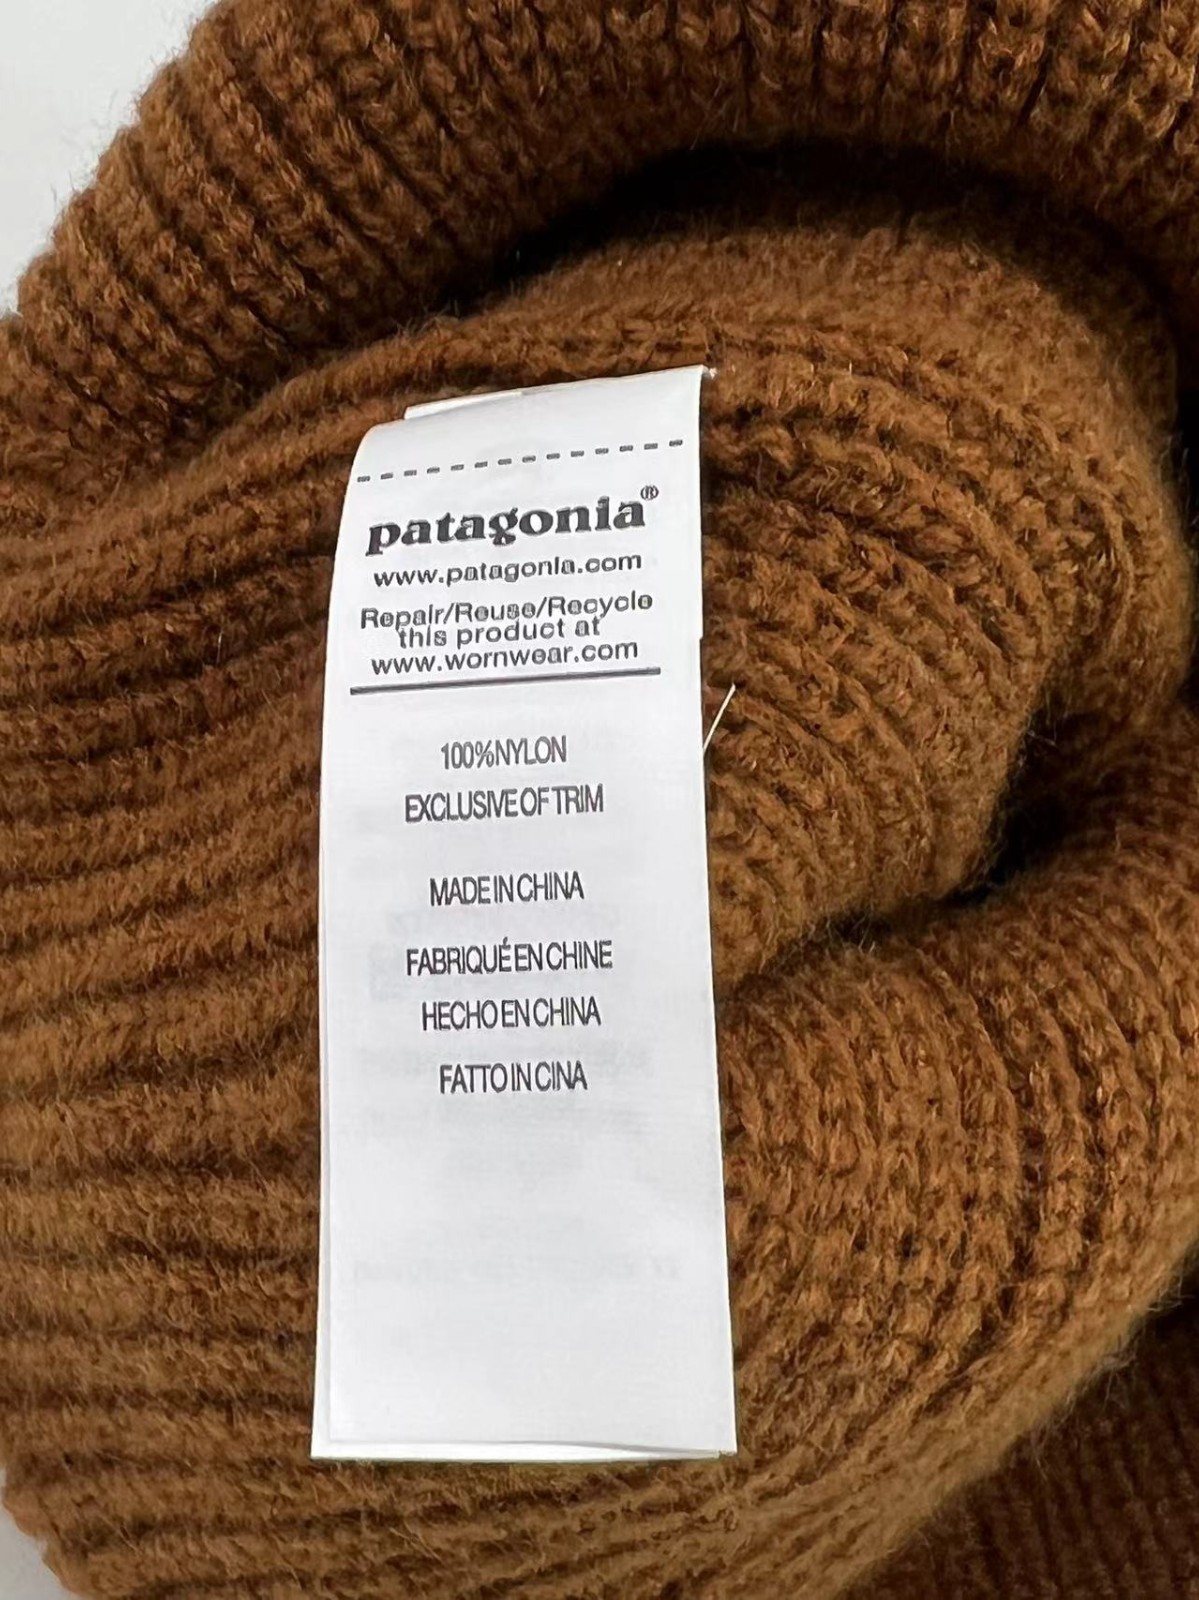 patagonia®
www.patagonia.com
Repair/Reuse/Recycle
this product at
www.wornwear.com
100%NYLON
EXCLUSIVE OF TRIM
MADE IN CHINA
FABRIQUÉ EN CHINE
HECHO EN CHINA
FATTO IN CINA